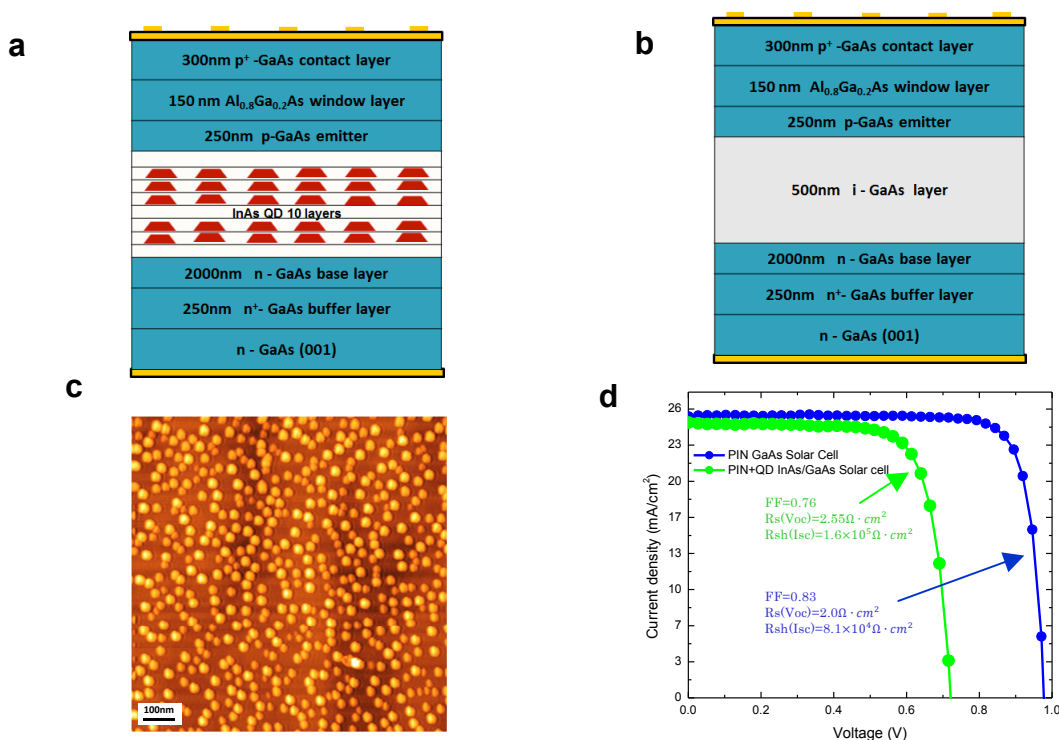 a
300nm p⁺ -GaAs contact layer
150 nm Al₀.₈Ga₀.₂As window layer
250nm p-GaAs emitter
InAs QD 10 layers
2000nm n - GaAs base layer
250nm n⁺- GaAs buffer layer
n - GaAs (001)
b
300nm p⁺ -GaAs contact layer
150 nm Al₀.₈Ga₀.₂As window layer
250nm p-GaAs emitter
500nm i - GaAs layer
2000nm n - GaAs base layer
250nm n⁺- GaAs buffer layer
n - GaAs (001)
c
100nm
d
Current density (mA/cm²)
26
23
20
17
13
10
7
3
0
PIN GaAs Solar Cell
PIN+QD InAs/GaAs Solar cell
FF=0.76
Rs(Voc)=2.55Ω · cm²
Rsh(Isc)=1.6×10⁵Ω · cm²
FF=0.83
Rs(Voc)=2.0Ω · cm²
Rsh(Isc)=8.1×10⁴Ω · cm²
0.0 0.2 0.4 0.6 0.8 1.0
Voltage (V)